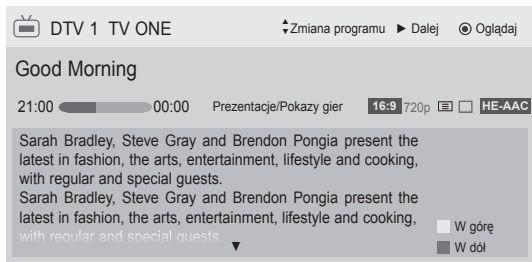 DTV 1 TV ONE
Zmiana programu ► Dalej ◉ Oglądaj
Good Morning
21:00 00:00 Prezentacje/Pokazy gier 16:9 720p HE-AAC
Sarah Bradley, Steve Gray and Brendon Pongia present the
latest in fashion, the arts, entertainment, lifestyle and cooking,
with regular and special guests.
Sarah Bradley, Steve Gray and Brendon Pongia present the
latest in fashion, the arts, entertainment, lifestyle and cooking,
with regular and special guests.
▼
W górę
W dół